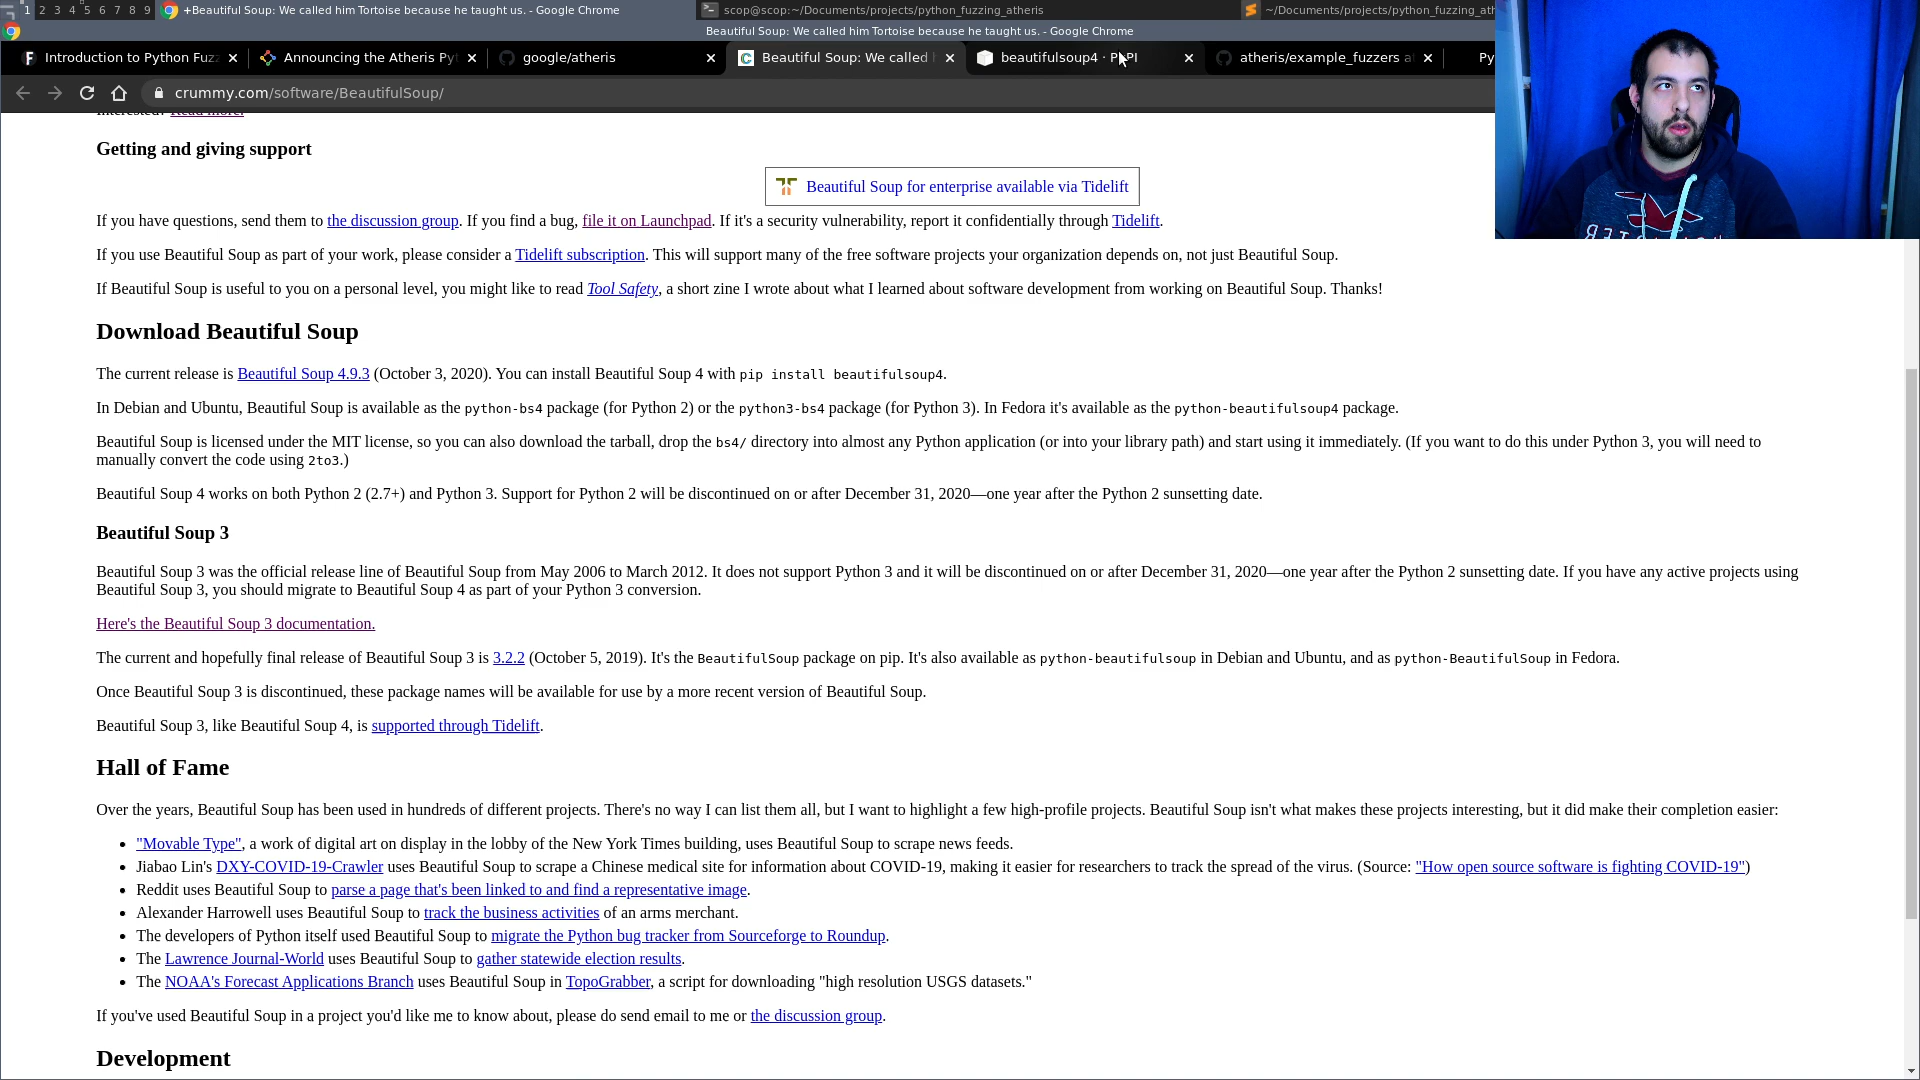 1 2 3 4 5 6 7 8 9 +Beautiful Soup: We called him Tortoise because he taught us. - Google Chrome scop@scop:~/Documents/projects/python_fuzzing_atheris ~/Documents/projects/python_fuzzing_ath
Beautiful Soup: We called him Tortoise because he taught us. - Google Chrome
Introduction to Python Fuzz Announcing the Atheris Pyt google/atheris Beautiful Soup: We called beautifulsoup4 · PyPI atheris/example_fuzzers a Py
crummy.com/software/BeautifulSoup/
Interested? Read more.
Getting and giving support
Beautiful Soup for enterprise available via Tidelift
If you have questions, send them to the discussion group. If you find a bug, file it on Launchpad. If it's a security vulnerability, report it confidentially through Tidelift.
If you use Beautiful Soup as part of your work, please consider a Tidelift subscription. This will support many of the free software projects your organization depends on, not just Beautiful Soup.
If Beautiful Soup is useful to you on a personal level, you might like to read Tool Safety, a short zine I wrote about what I learned about software development from working on Beautiful Soup. Thanks!
Download Beautiful Soup
The current release is Beautiful Soup 4.9.3 (October 3, 2020). You can install Beautiful Soup 4 with pip install beautifulsoup4.
In Debian and Ubuntu, Beautiful Soup is available as the python-bs4 package (for Python 2) or the python3-bs4 package (for Python 3). In Fedora it's available as the python-beautifulsoup4 package.
Beautiful Soup is licensed under the MIT license, so you can also download the tarball, drop the bs4/ directory into almost any Python application (or into your library path) and start using it immediately. (If you want to do this under Python 3, you will need to
manually convert the code using 2to3.)
Beautiful Soup 4 works on both Python 2 (2.7+) and Python 3. Support for Python 2 will be discontinued on or after December 31, 2020—one year after the Python 2 sunsetting date.
Beautiful Soup 3
Beautiful Soup 3 was the official release line of Beautiful Soup from May 2006 to March 2012. It does not support Python 3 and it will be discontinued on or after December 31, 2020—one year after the Python 2 sunsetting date. If you have any active projects using
Beautiful Soup 3, you should migrate to Beautiful Soup 4 as part of your Python 3 conversion.
Here's the Beautiful Soup 3 documentation.
The current and hopefully final release of Beautiful Soup 3 is 3.2.2 (October 5, 2019). It's the BeautifulSoup package on pip. It's also available as python-beautifulsoup in Debian and Ubuntu, and as python-BeautifulSoup in Fedora.
Once Beautiful Soup 3 is discontinued, these package names will be available for use by a more recent version of Beautiful Soup.
Beautiful Soup 3, like Beautiful Soup 4, is supported through Tidelift.
Hall of Fame
Over the years, Beautiful Soup has been used in hundreds of different projects. There's no way I can list them all, but I want to highlight a few high-profile projects. Beautiful Soup isn't what makes these projects interesting, but it did make their completion easier:
"Movable Type", a work of digital art on display in the lobby of the New York Times building, uses Beautiful Soup to scrape news feeds.
Jiabao Lin's DXY-COVID-19-Crawler uses Beautiful Soup to scrape a Chinese medical site for information about COVID-19, making it easier for researchers to track the spread of the virus. (Source: "How open source software is fighting COVID-19")
Reddit uses Beautiful Soup to parse a page that's been linked to and find a representative image.
Alexander Harrowell uses Beautiful Soup to track the business activities of an arms merchant.
The developers of Python itself used Beautiful Soup to migrate the Python bug tracker from Sourceforge to Roundup.
The Lawrence Journal-World uses Beautiful Soup to gather statewide election results.
The NOAA's Forecast Applications Branch uses Beautiful Soup in TopoGrabber, a script for downloading "high resolution USGS datasets."
If you've used Beautiful Soup in a project you'd like me to know about, please do send email to me or the discussion group.
Development